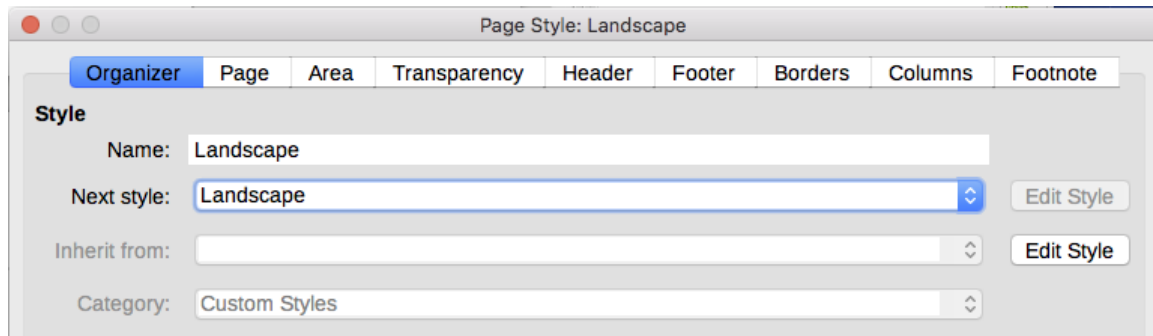 Page Style: Landscape
Organizer Page Area Transparency Header Footer Borders Columns Footnote
Style
Name: Landscape
Next style: Landscape Edit Style
Inherit from: Edit Style
Category: Custom Styles